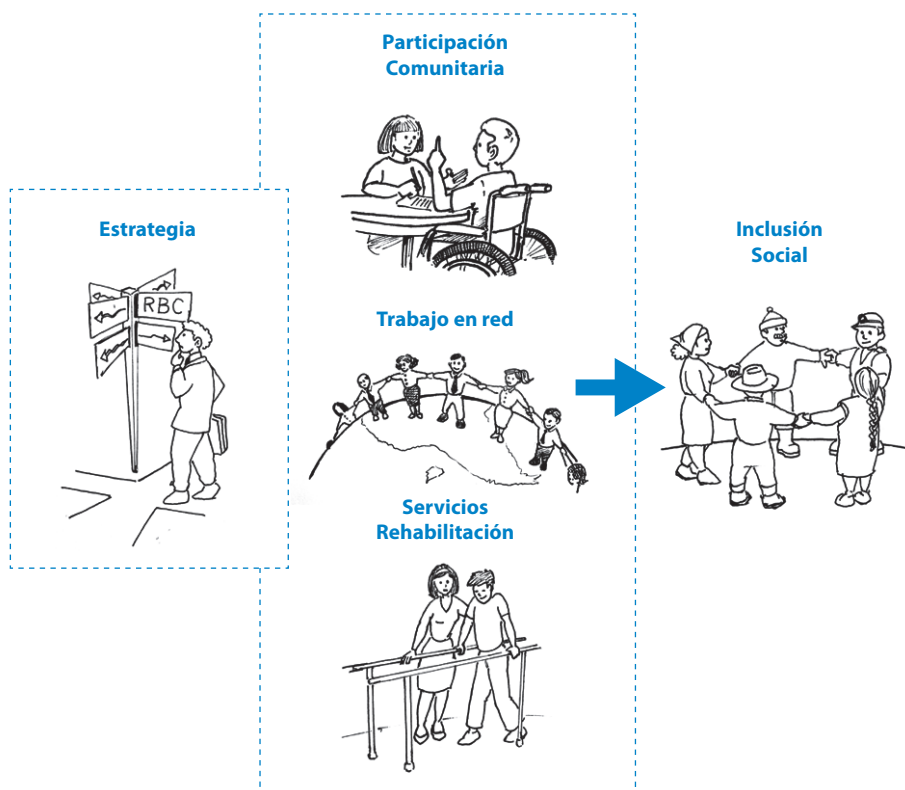 Participación
Comunitaria
Estrategia
RBC
Trabajo en red
Servicios
Rehabilitación
Inclusión
Social